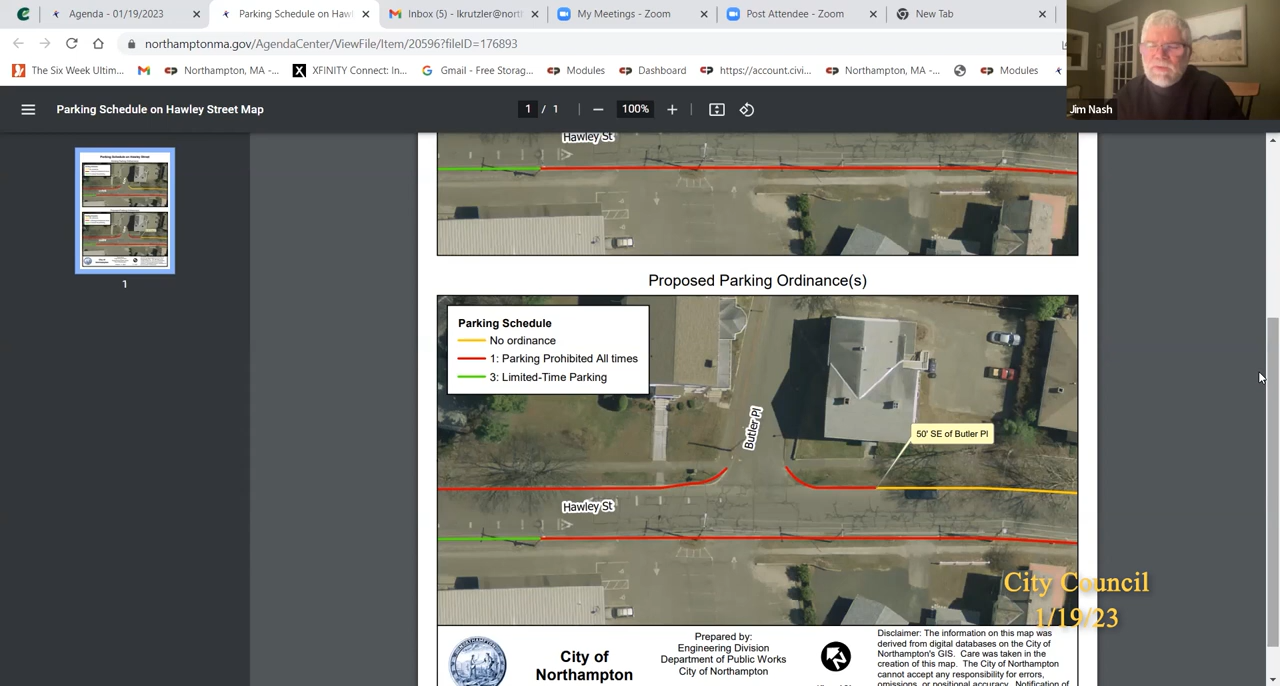 Agenda - 01/19/2023
Parking Schedule on Hawl
Inbox (5) - lkrutzler@nort
My Meetings - Zoom
Post Attendee - Zoom
New Tab
northamptonma.gov/AgendaCenter/ViewFile/Item/20596?fileID=176893
The Six Week Ultim...
Northampton, MA -...
XFINITY Connect: In...
Gmail - Free Storag...
Modules
Dashboard
https://account.civi...
Northampton, MA -...
Modules
Jim Nash
Parking Schedule on Hawley Street Map
1 / 1
100%
1
Hawley St
Proposed Parking Ordinance(s)
Parking Schedule
No ordinance
1: Parking Prohibited All times
3: Limited-Time Parking
Butler Pl
50' SE of Butler Pl
Hawley St
City Council
1/19/23
City of
Northampton
Prepared by:
Engineering Division
Department of Public Works
City of Northampton
Disclaimer: The information on this map was
derived from digital databases on the City of
Northampton's GIS. Care was taken in the
creation of this map. The City of Northampton
cannot accept any responsibility for errors,
omissions, or positional accuracy. Notification of